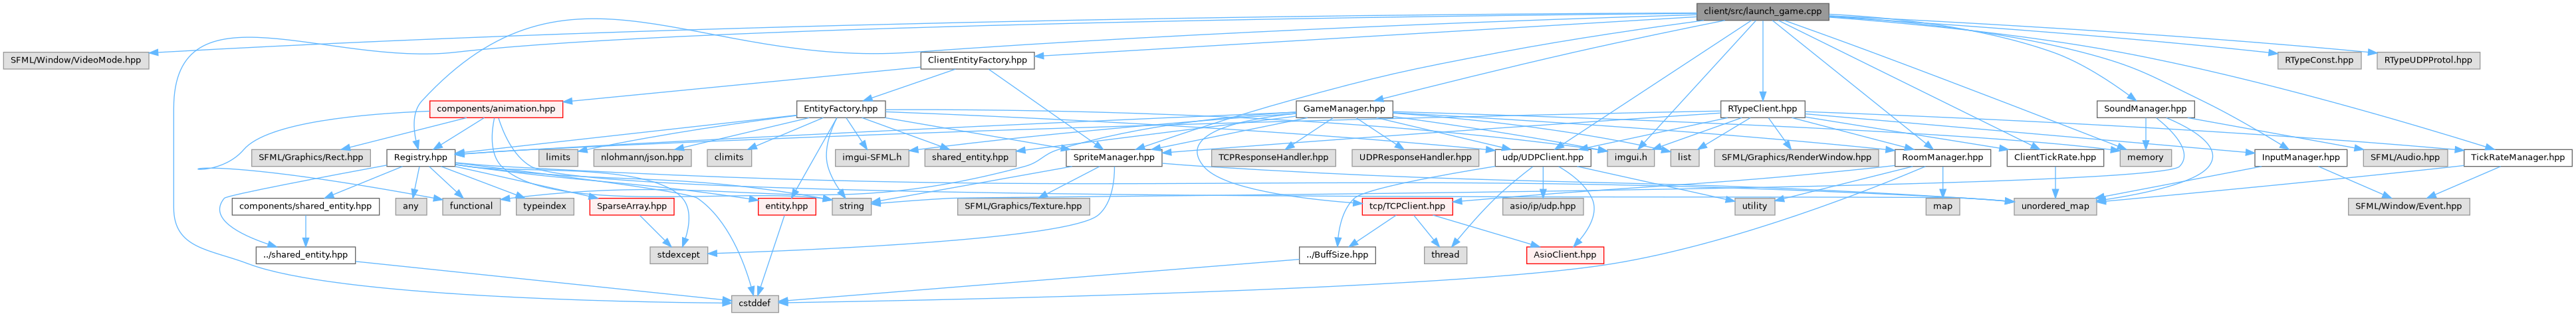 client/src/launch_game.cpp
SFML/Window/VideoMode.hpp
ClientEntityFactory.hpp
RTypeConst.hpp
RTypeUDPProtol.hpp
components/animation.hpp
EntityFactory.hpp
GameManager.hpp
RTypeClient.hpp
SoundManager.hpp
SFML/Graphics/Rect.hpp
Registry.hpp
limits
nlohmann/json.hpp
climits
imgui-SFML.h
shared_entity.hpp
SpriteManager.hpp
TCPResponseHandler.hpp
UDPResponseHandler.hpp
udp/UDPClient.hpp
imgui.h
list
SFML/Graphics/RenderWindow.hpp
RoomManager.hpp
ClientTickRate.hpp
memory
InputManager.hpp
SFML/Audio.hpp
TickRateManager.hpp
components/shared_entity.hpp
any
functional
typeindex
SparseArray.hpp
entity.hpp
string
SFML/Graphics/Texture.hpp
tcp/TCPClient.hpp
asio/ip/udp.hpp
utility
map
unordered_map
SFML/Window/Event.hpp
../shared_entity.hpp
stdexcept
../BuffSize.hpp
thread
AsioClient.hpp
cstddef